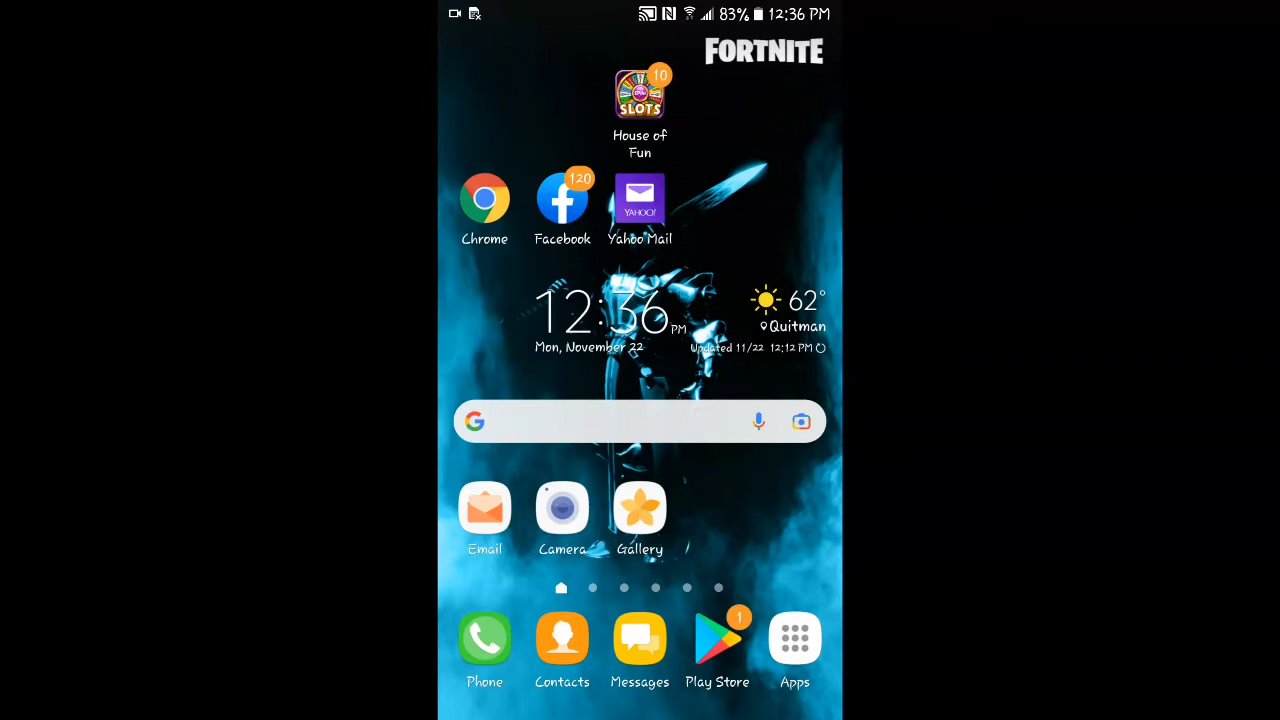 83% 12:36 PM
FORTNITE
10
SLOTS
House of
Fun
120
YAHOO!
Chrome Facebook Yahoo Mail
12:36 PM
62°
Quitman
Mon, November 22
Updated 11/22 12:12 PM
Email Camera Gallery
1
Phone Contacts Messages Play Store Apps